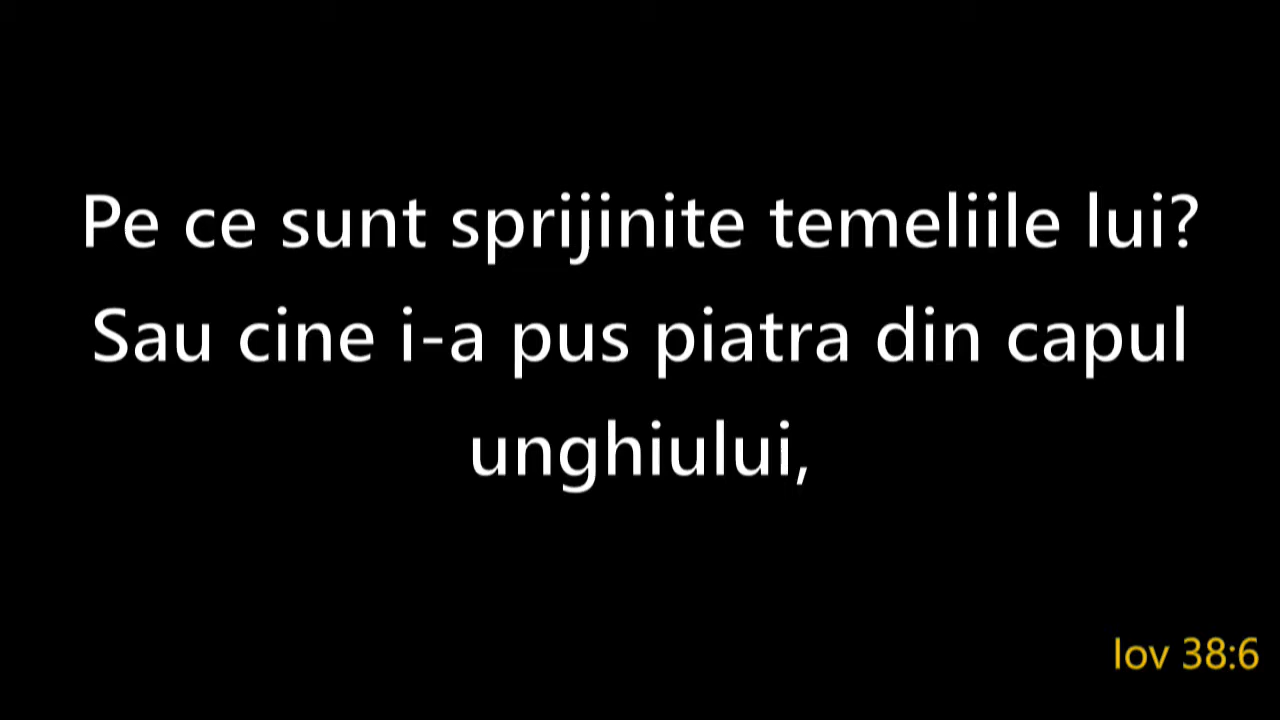 Pe ce sunt sprijinite temeliile lui?
Sau cine i-a pus piatra din capul
unghiului,
Iov 38:6